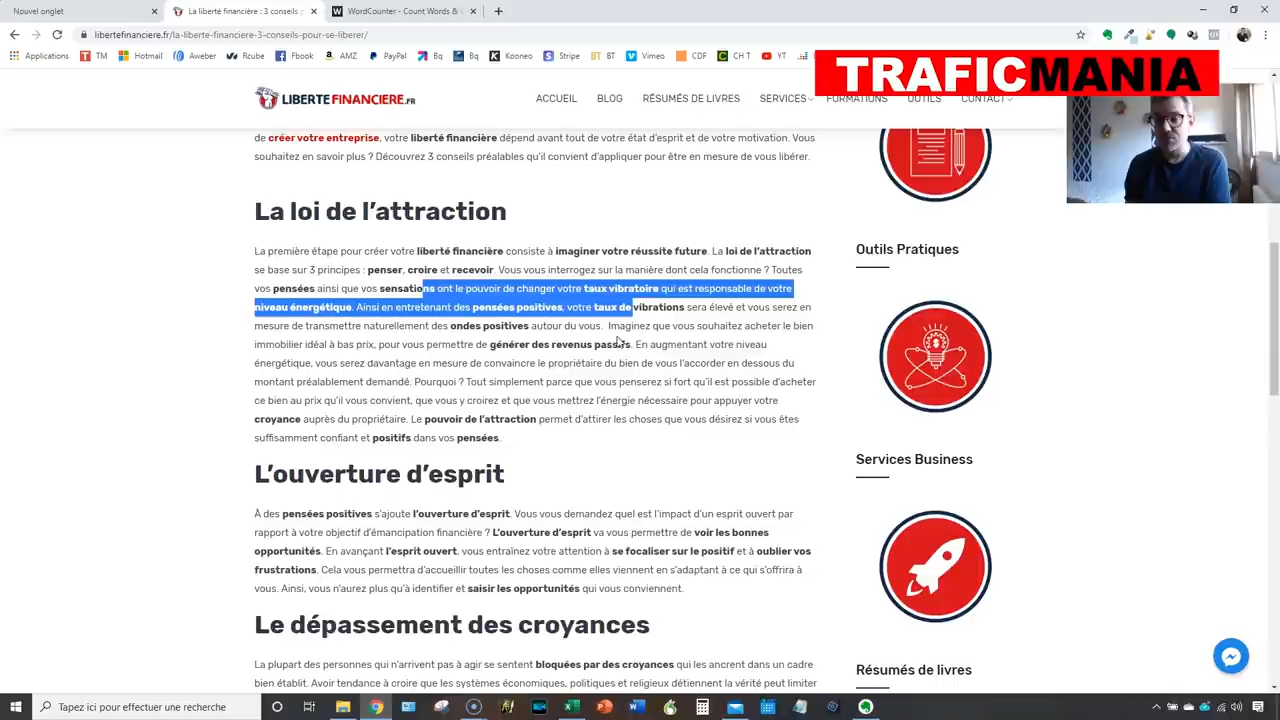 Nouvel onglet
La liberté financière : 3 conseils
WordCounter - Count Words &
libertefinanciere.fr/la-liberte-financiere-3-conseils-pour-se-liberer/
Applications TM Hotmail Aweber Rcube Fbook AMZ PayPal Bq Bq Kooneo Stripe BT BT Vimeo CDF CH T YT
TRAFICMANIA
LIBERTEFINANCIERE.FR
ACCUEIL BLOG RÉSUMÉS DE LIVRES SERVICES FORMATIONS OUTILS CONTACT
de créer votre entreprise, votre liberté financière dépend avant tout de votre état d'esprit et de votre motivation. Vous
souhaitez en savoir plus ? Découvrez 3 conseils préalables qu'il convient d'appliquer pour être en mesure de vous libérer.
La loi de l'attraction
La première étape pour créer votre liberté financière consiste à imaginer votre réussite future. La loi de l'attraction
se base sur 3 principes : penser, croire et recevoir. Vous vous interrogez sur la manière dont cela fonctionne ? Toutes
vos pensées ainsi que vos sensations ont le pouvoir de changer votre taux vibratoire qui est responsable de votre
niveau énergétique. Ainsi en entretenant des pensées positives, votre taux de vibrations sera élevé et vous serez en
mesure de transmettre naturellement des ondes positives autour du vous. Imaginez que vous souhaitez acheter le bien
immobilier idéal à bas prix, pour vous permettre de générer des revenus passifs. En augmentant votre niveau
énergétique, vous serez davantage en mesure de convaincre le propriétaire du bien de vous l'accorder en dessous du
montant préalablement demandé. Pourquoi ? Tout simplement parce que vous penserez si fort qu'il est possible d'acheter
ce bien au prix qu'il vous convient, que vous y croirez et que vous mettrez l'énergie nécessaire pour appuyer votre
croyance auprès du propriétaire. Le pouvoir de l'attraction permet d'attirer les choses que vous désirez si vous êtes
suffisamment confiant et positifs dans vos pensées.
L'ouverture d'esprit
À des pensées positives s'ajoute l'ouverture d'esprit. Vous vous demandez quel est l'impact d'un esprit ouvert par
rapport à votre objectif d'émancipation financière ? L'ouverture d'esprit va vous permettre de voir les bonnes
opportunités. En avançant l'esprit ouvert, vous entraînez votre attention à se focaliser sur le positif et à oublier vos
frustrations. Cela vous permettra d'accueillir toutes les choses comme elles viennent en s'adaptant à ce qui s'offrira à
vous. Ainsi, vous n'aurez plus qu'à identifier et saisir les opportunités qui vous conviennent.
Le dépassement des croyances
La plupart des personnes qui n'arrivent pas à agir se sentent bloquées par des croyances qui les ancrent dans un cadre
bien établit. Avoir tendance à croire que les systèmes économiques, politiques et religieux détiennent la vérité peut limiter
Outils Pratiques
Services Business
Résumés de livres
Tapez ici pour effectuer une recherche